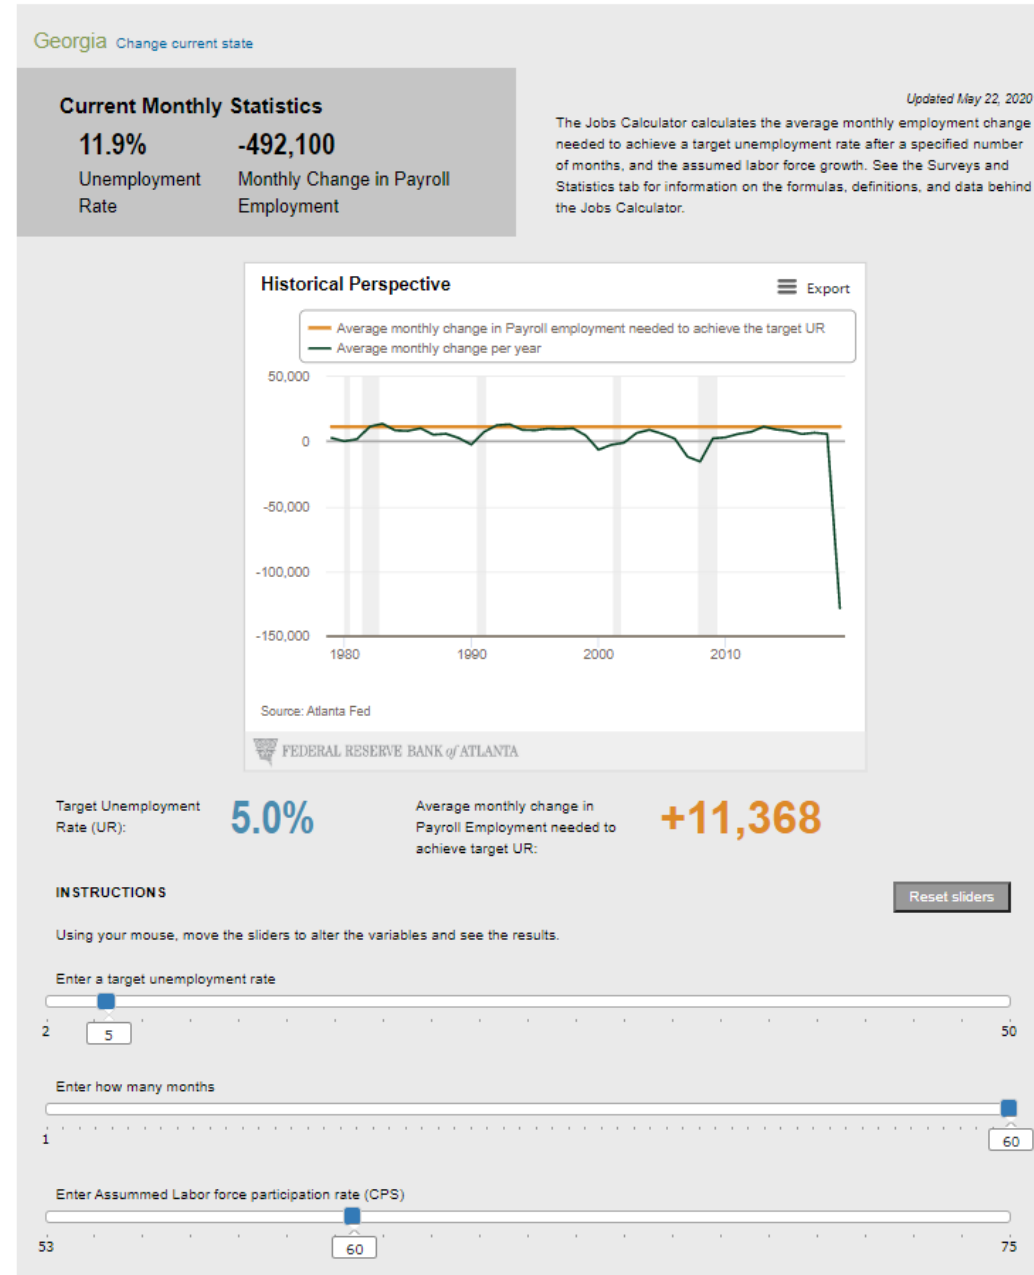 Georgia Change current state
Current Monthly Statistics
11.9%
Unemployment
Rate
-492,100
Monthly Change in Payroll
Employment
Updated May 22, 2020
The Jobs Calculator calculates the average monthly employment change
needed to achieve a target unemployment rate after a specified number
of months, and the assumed labor force growth. See the Surveys and
Statistics tab for information on the formulas, definitions, and data behind
the Jobs Calculator.
Historical Perspective
Export
Average monthly change in Payroll employment needed to achieve the target UR
Average monthly change per year
50,000
0
-50,000
-100,000
-150,000
1980 1990 2000 2010
Source: Atlanta Fed
FEDERAL RESERVE BANK of ATLANTA
Target Unemployment
Rate (UR):
5.0%
Average monthly change in
Payroll Employment needed to
achieve target UR:
+11,368
INSTRUCTIONS
Reset sliders
Using your mouse, move the sliders to alter the variables and see the results.
Enter a target unemployment rate
2 5 50
Enter how many months
1 60
Enter Assummed Labor force participation rate (CPS)
53 60 75